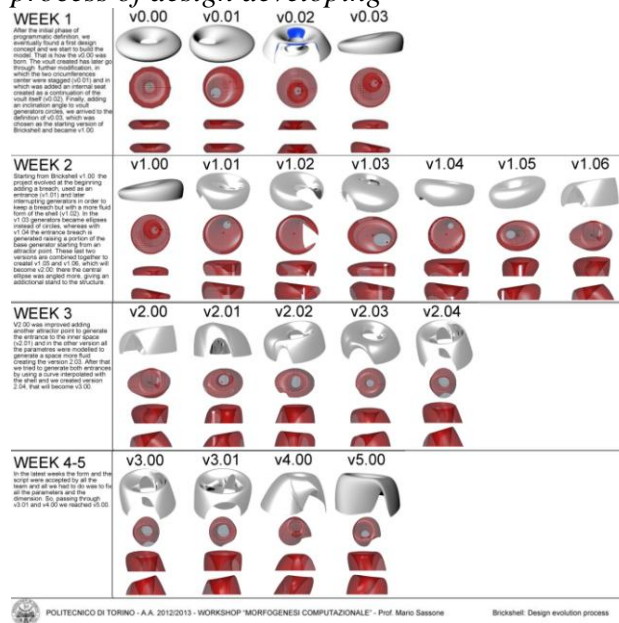 process of design developing
WEEK 1
After the initial phase of
programmatic definition, we
eventually found a first design
concept and we start to build the
model. That is how the v0.00 was
born. The vault created has later go
through further modification, in
which the two circumferences
center were stagged (v0.01) and in
which was added an internal seat
created as a continuation of the
vault itself (v0.02). Finally, adding
an inclination angle to vault
generators circles, we arrived to the
definition of v0.03, which was
chosen as the starting version of
Brickshell and became v1.00.
v0.00 v0.01 v0.02 v0.03
WEEK 2
Starting from Brickshell v1.00 the
project evolved at the beginning
adding a breach, used as an
entrance (v1.01) and later
interrupting generators in order to
keep a breach but with a more fluid
form of the shell (v1.02). In the
v1.03 generators became ellipses
instead of circles, whereas with
v1.04 the entrance breach is
generated raising a portion of the
base generator starting from an
attractor point. These last two
versions are combined together to
creatat v1.05 and v1.06, which will
become v2.00: there the central
ellipse was angled more, giving an
addictional stand to the structure.
v1.00 v1.01 v1.02 v1.03 v1.04 v1.05 v1.06
WEEK 3
V2.00 was improved adding
another attractor point to generate
the entrance to the inner space
(v2.01) and in the other version all
the parametres were modelled to
generate a space more fluid
creating the version 2.03. After that
we tried to generate both entrances
by using a curve interpolated with
the shell and we created version
2.04, that will become v3.00.
v2.00 v2.01 v2.02 v2.03 v2.04
WEEK 4-5
In the latest weeks the form and the
script were accepted by all the
team and all we had to do was to fix
all the parameters and the
dimension. So, passing through
v3.01 and v4.00 we reached v5.00.
v3.00 v3.01 v4.00 v5.00
POLITECNICO DI TORINO - A.A. 2012/2013 - WORKSHOP "MORFOGENESI COMPUTAZIONALE" - Prof. Mario Sassone
Brickshell: Design evolution process